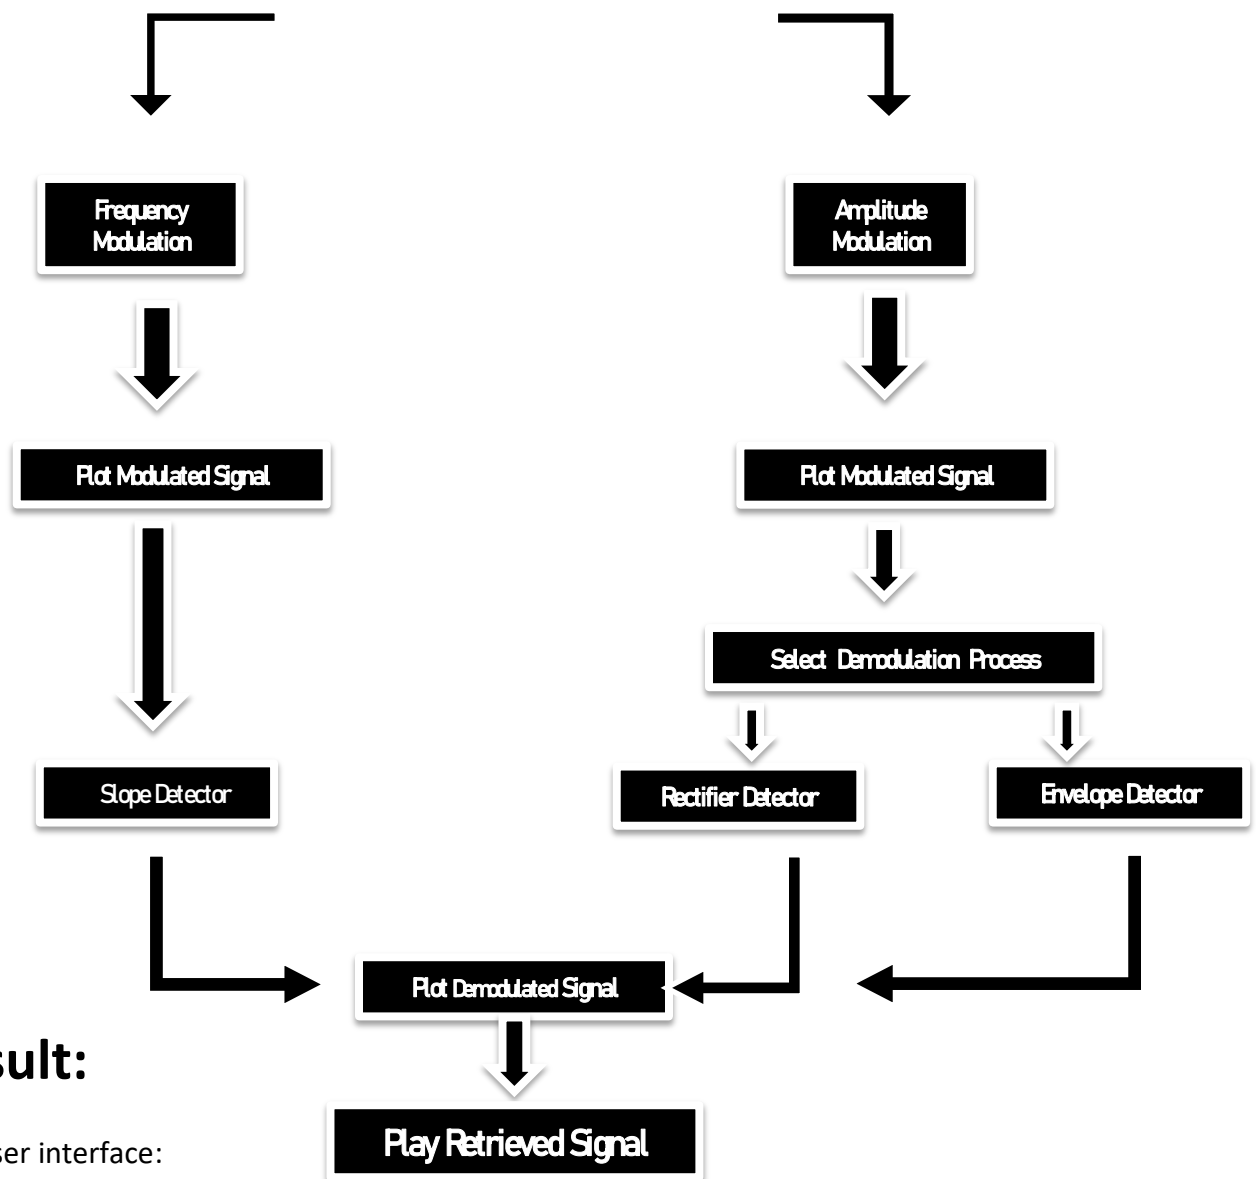 Frequency
Modulation
Amplitude
Modulation
Plot Modulated Signal
Plot Modulated Signal
Select Demodulation Process
Slope Detector
Rectifier Detector
Envelope Detector
Plot Demodulated Signal
sult:
Play Retrieved Signal
ser interface: